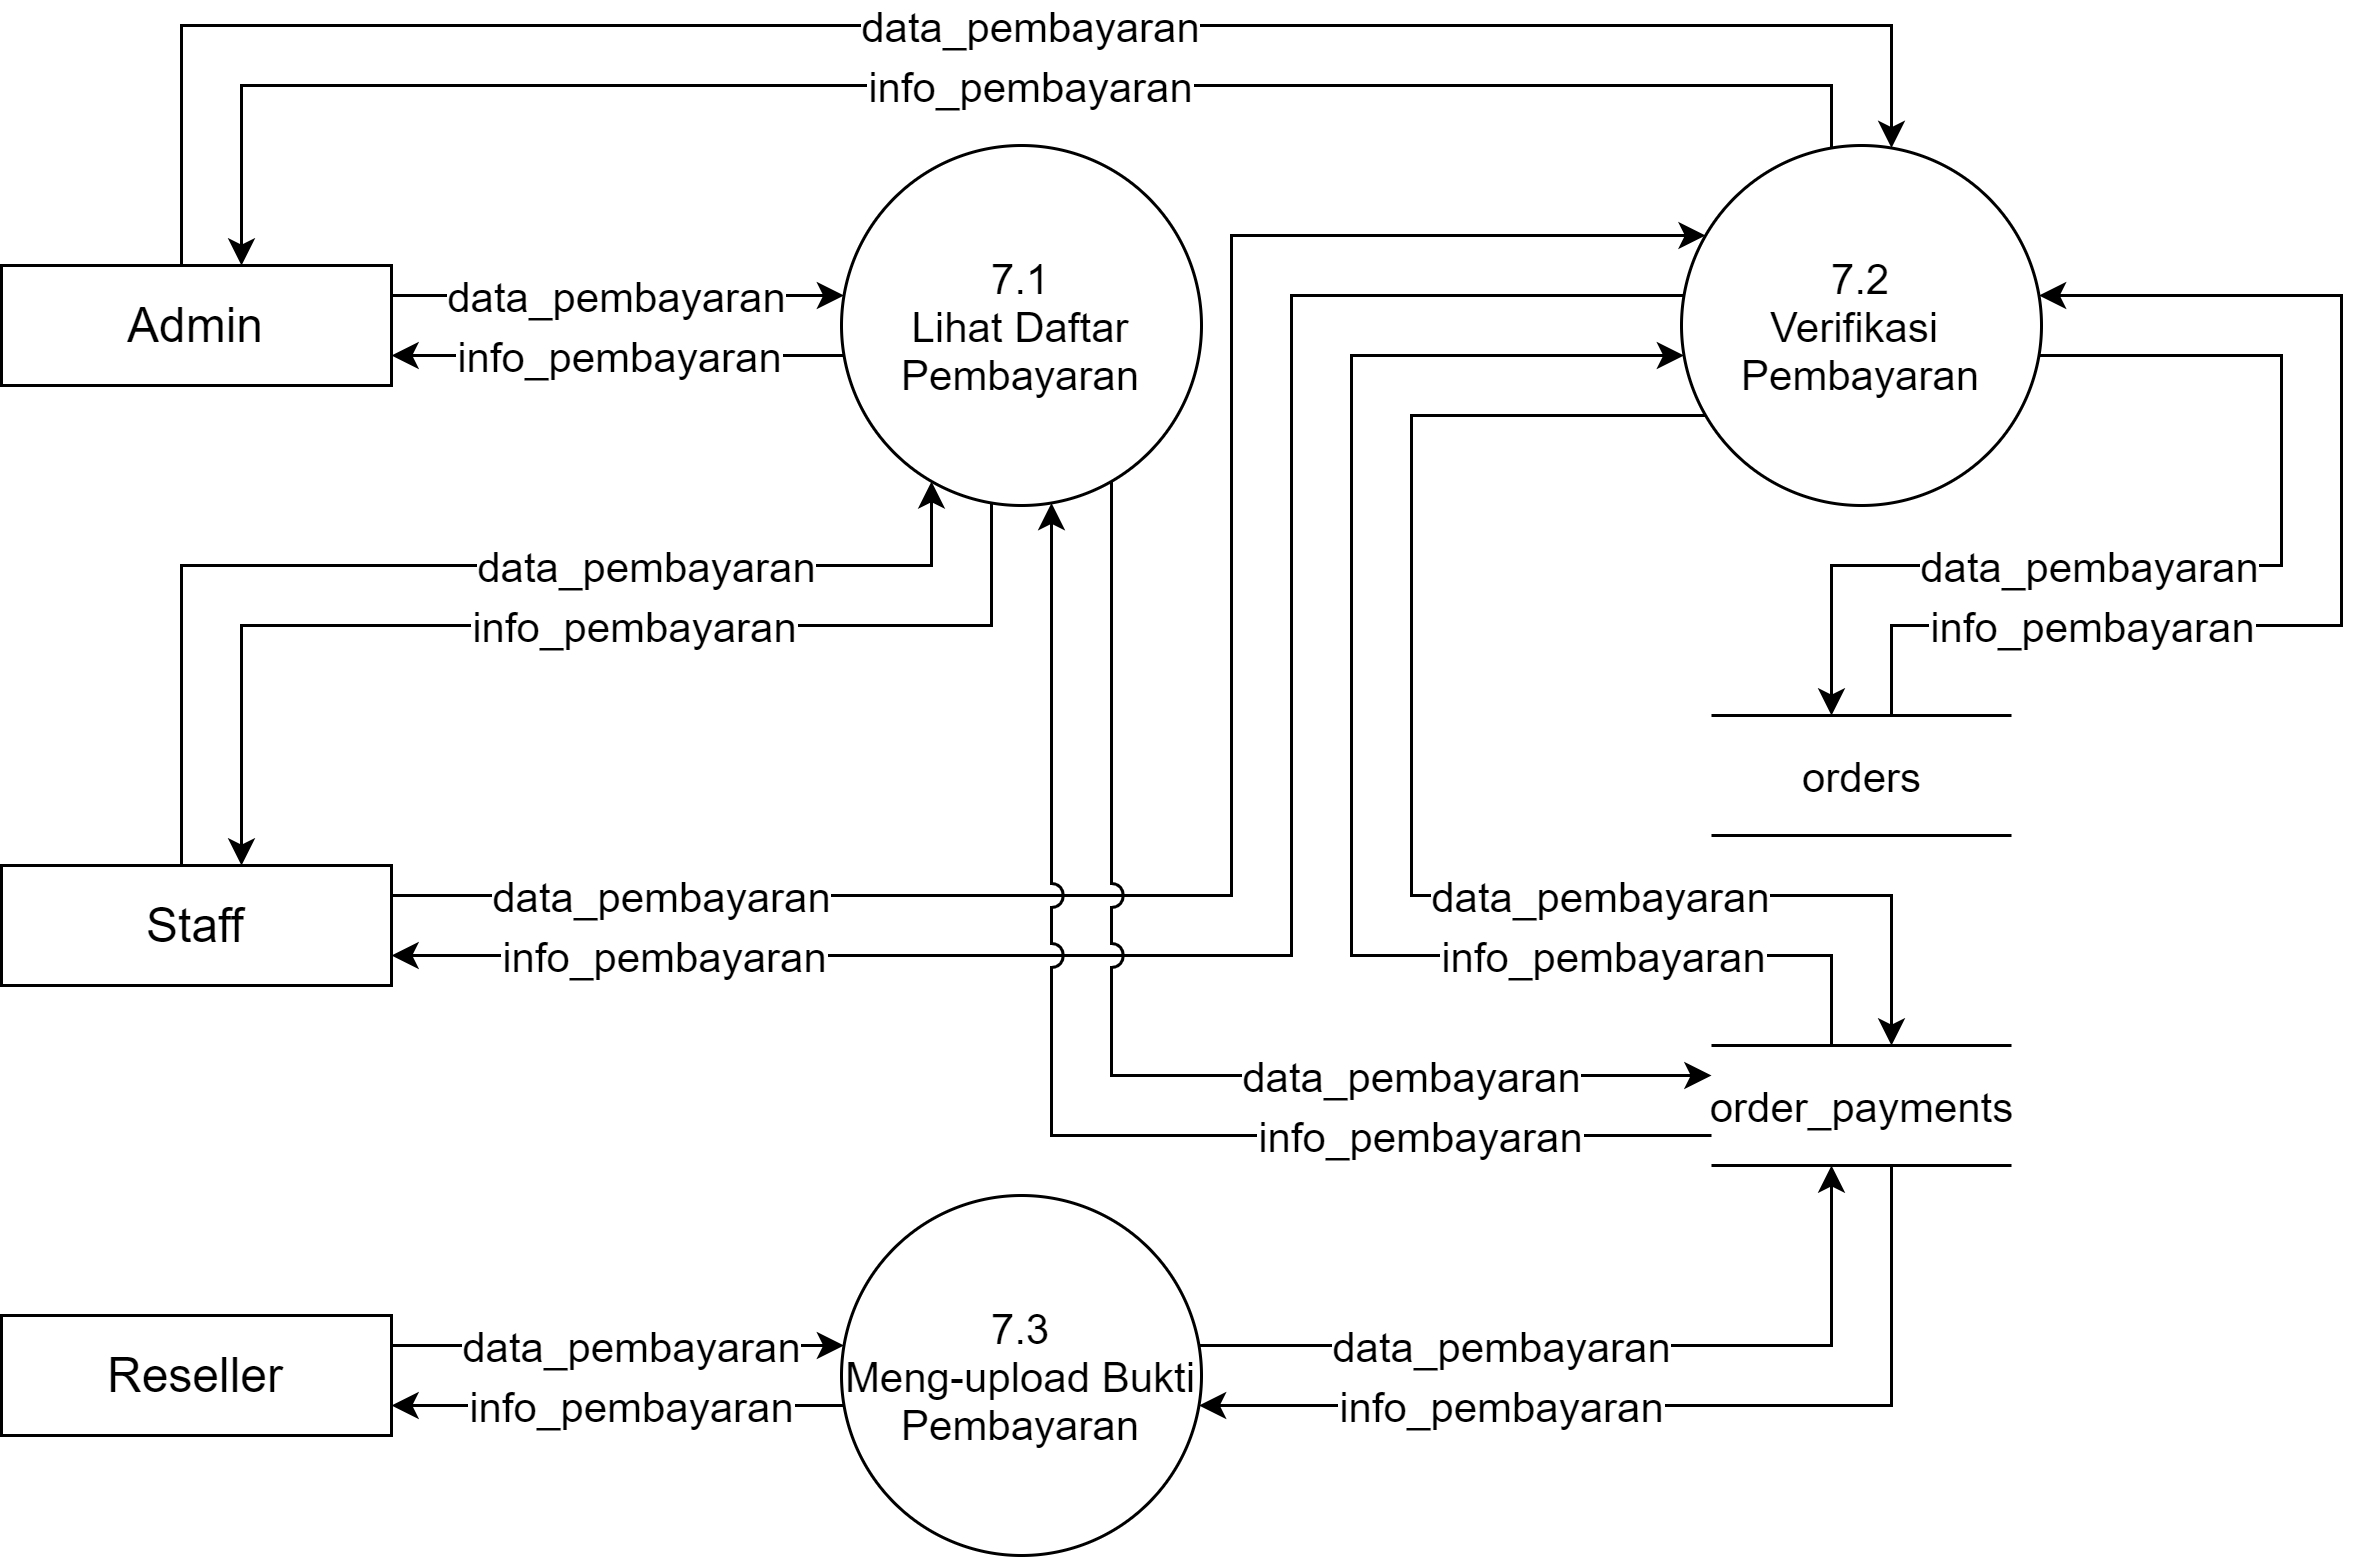 data_pembayaran
info_pembayaran
Admin
data_pembayaran
info_pembayaran
7.1
Lihat Daftar
Pembayaran
7.2
Verifikasi
Pembayaran
data_pembayaran
info_pembayaran
data_pembayaran
info_pembayaran
orders
Staff
data_pembayaran
info_pembayaran
data_pembayaran
info_pembayaran
data_pembayaran
info_pembayaran
order_payments
Reseller
data_pembayaran
info_pembayaran
7.3
Meng-upload Bukti
Pembayaran
data_pembayaran
info_pembayaran